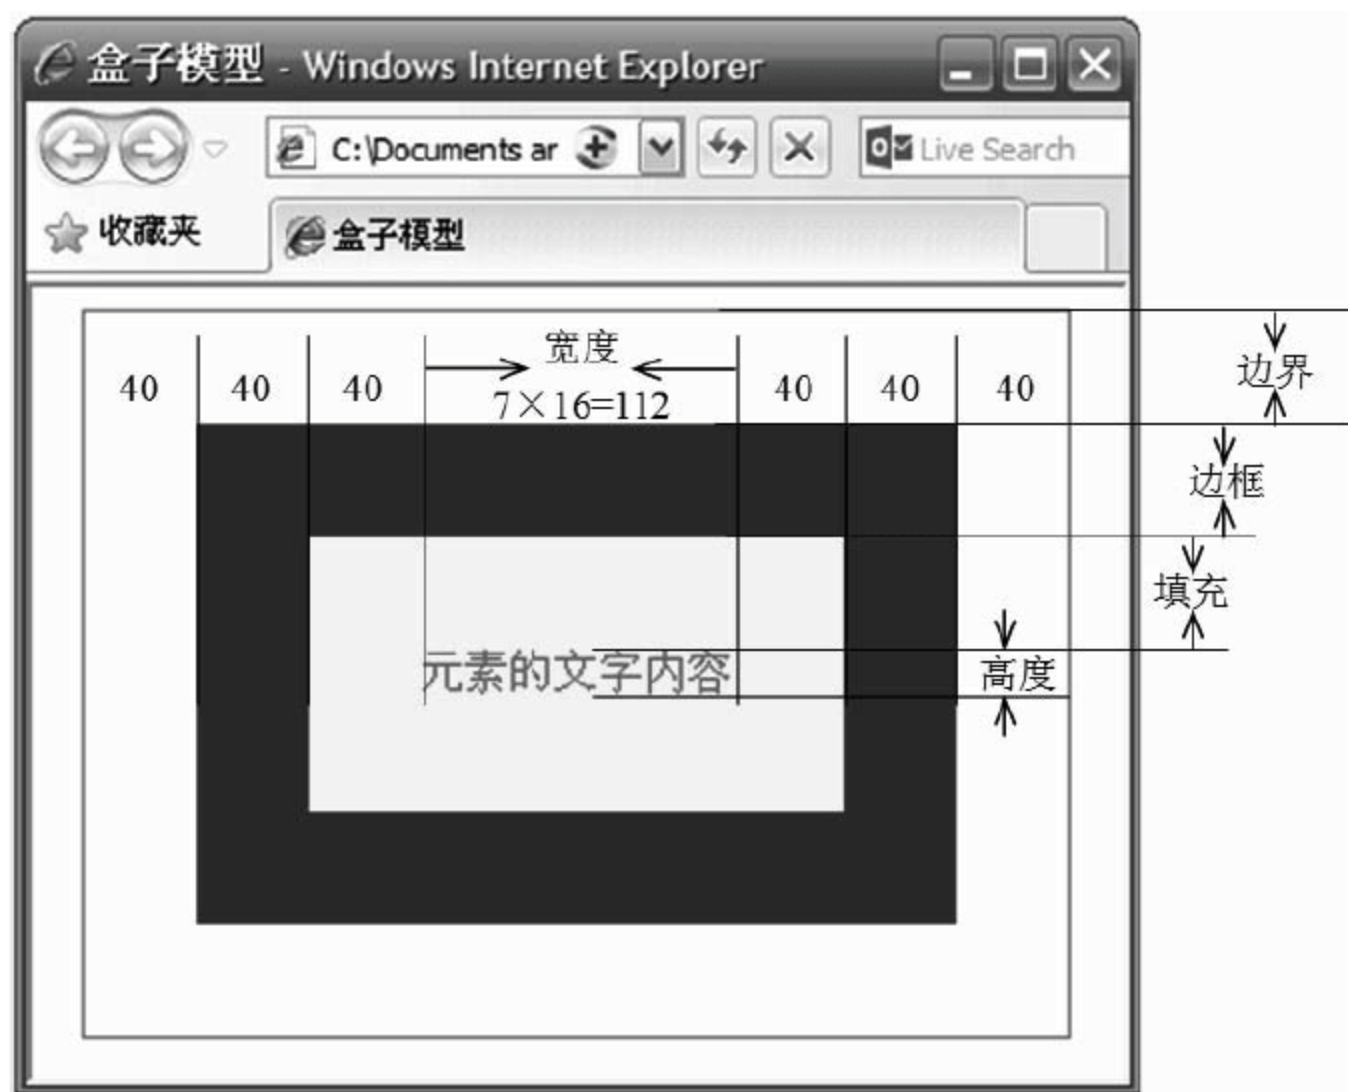 盒子模型 - Windows Internet Explorer
C:\Documents ar
Live Search
收藏夹
盒子模型
宽度
40 40 40 7×16=112 40 40 40
边界
边框
填充
元素的文字内容
高度